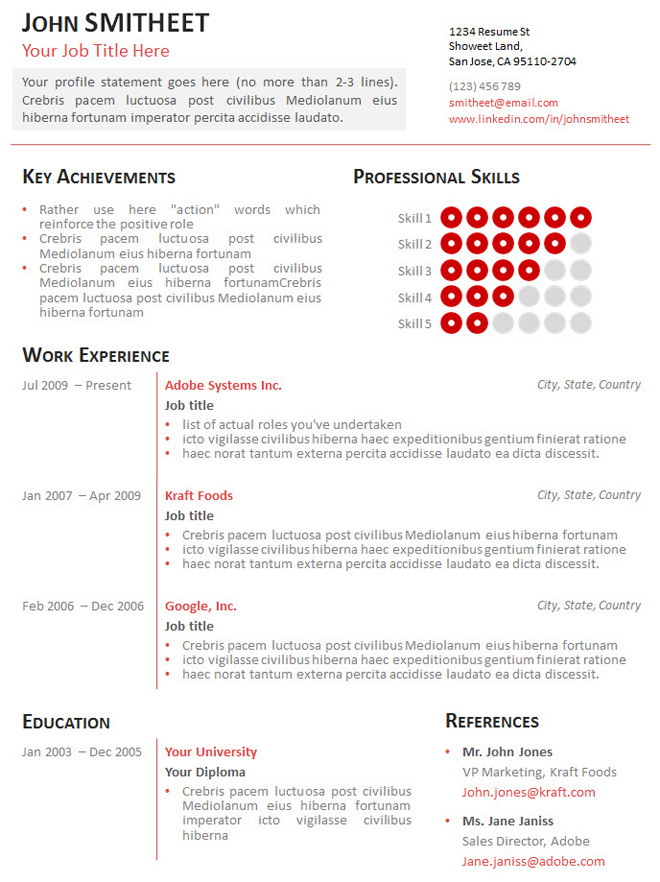 John SMITHEET
Your Job Title Here
Your profile statement goes here (no more than 2-3 lines).
Crebris pacem luctuosa post civilibus Mediolanum eius
hiberna fortunam imperator percita accidisse laudato.
1234 Resume St
Showeet Land,
San Jose, CA 95110-2704
(123) 456 789
smitheet@email.com
www.linkedin.com/in/johnsmitheet
Key Achievements
• Rather use here "action" words which
reinforce the positive role
• Crebris pacem luctuosa post civilibus
Mediolanum eius hiberna fortunam
• Crebris pacem luctuosa post civilibus
Mediolanum eius hiberna fortunamCrebris
pacem luctuosa post civilibus Mediolanum eius
hiberna fortunam
Professional Skills
Skill 1
Skill 2
Skill 3
Skill 4
Skill 5
Work Experience
Jul 2009 – Present
Adobe Systems Inc.
City, State, Country
Job title
• list of actual roles you've undertaken
• icto vigilasse civilibus hiberna haec expeditionibus gentium finierat ratione
• haec norat tantum externa percita accidisse laudato ea dicta discessit.
Jan 2007 – Apr 2009
Kraft Foods
City, State, Country
Job title
• Crebris pacem luctuosa post civilibus Mediolanum eius hiberna fortunam
• icto vigilasse civilibus hiberna haec expeditionibus gentium finierat ratione
• haec norat tantum externa percita accidisse laudato ea dicta discessit.
Feb 2006 – Dec 2006
Google, Inc.
City, State, Country
Job title
• Crebris pacem luctuosa post civilibus Mediolanum eius hiberna fortunam
• icto vigilasse civilibus hiberna haec expeditionibus gentium finierat ratione
• haec norat tantum externa percita accidisse laudato ea dicta discessit.
Education
Jan 2003 – Dec 2005
Your University
Your Diploma
• Crebris pacem luctuosa post civilibus
Mediolanum eius hiberna fortunam
imperator icto vigilasse civilibus
hiberna
References
• Mr. John Jones
VP Marketing, Kraft Foods
John.jones@kraft.com
• Ms. Jane Janiss
Sales Director, Adobe
Jane.janiss@adobe.com